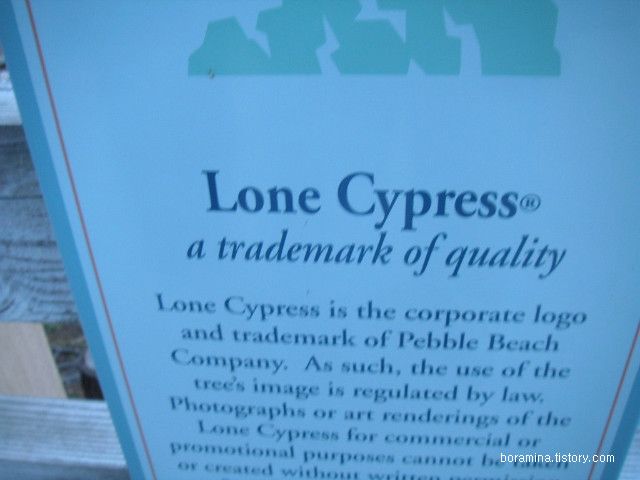 Lone Cypress®
a trademark of quality
Lone Cypress is the corporate logo
and trademark of Pebble Beach
Company. As such, the use of the
tree's image is regulated by law.
Photographs or art renderings of the
Lone Cypress for commercial or
promotional purposes cannot be taken
or created without written permission
boramina.tistory.com